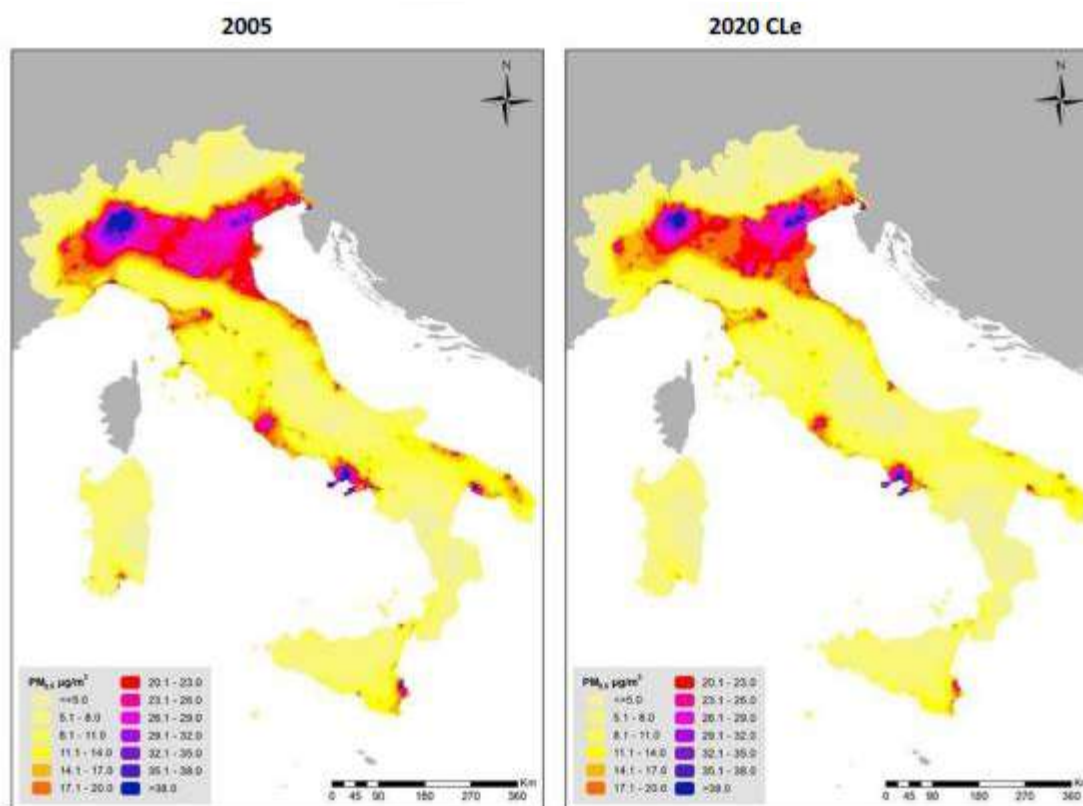 2005
2020 CLe
N
N
PM2.5 µg/m³
<=5.0
5.1 - 8.0
8.1 - 11.0
11.1 - 14.0
14.1 - 17.0
17.1 - 20.0
20.1 - 23.0
23.1 - 26.0
26.1 - 29.0
29.1 - 32.0
32.1 - 35.0
35.1 - 38.0
>38.0
Km
0 45 90 180 270 360
PM2.5 µg/m³
<=5.0
5.1 - 8.0
8.1 - 11.0
11.1 - 14.0
14.1 - 17.0
17.1 - 20.0
20.1 - 23.0
23.1 - 26.0
26.1 - 29.0
29.1 - 32.0
32.1 - 35.0
35.1 - 38.0
>38.0
Km
0 45 90 180 270 360